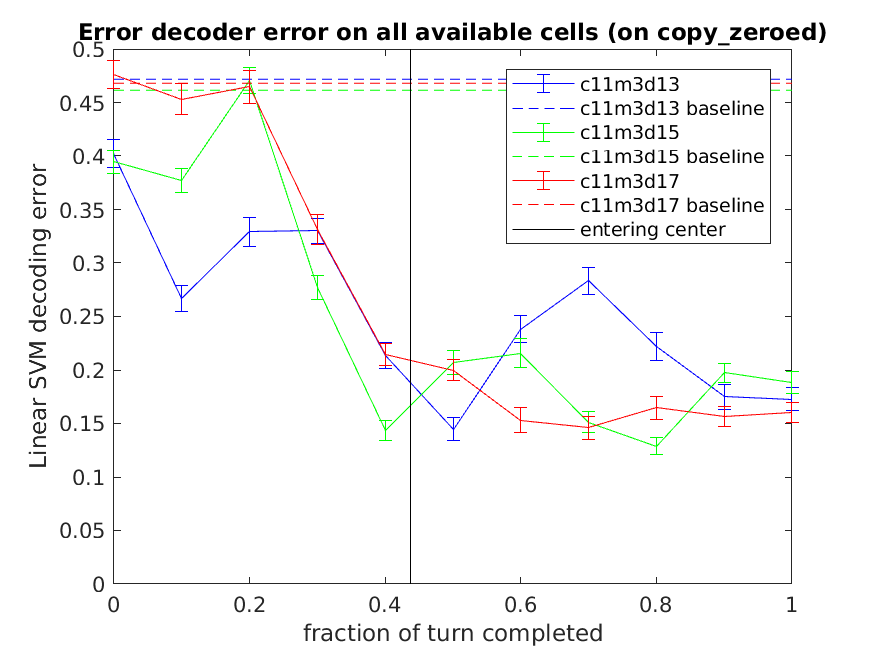 Error decoder error on all available cells (on copy_zeroed)
0.5
0.45
0.4
0.35
0.3
0.25
0.2
0.15
0.1
0.05
0
Linear SVM decoding error
c11m3d13
c11m3d13 baseline
c11m3d15
c11m3d15 baseline
c11m3d17
c11m3d17 baseline
entering center
0 0.2 0.4 0.6 0.8 1
fraction of turn completed